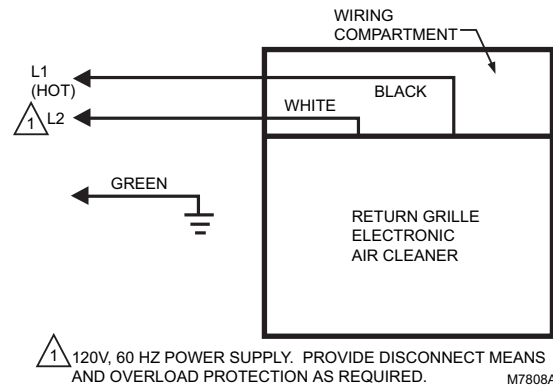 WIRING
COMPARTMENT
L1
(HOT)
BLACK
WHITE
1 L2
GREEN
RETURN GRILLE
ELECTRONIC
AIR CLEANER
1 120V, 60 HZ POWER SUPPLY. PROVIDE DISCONNECT MEANS
AND OVERLOAD PROTECTION AS REQUIRED.
M7808A